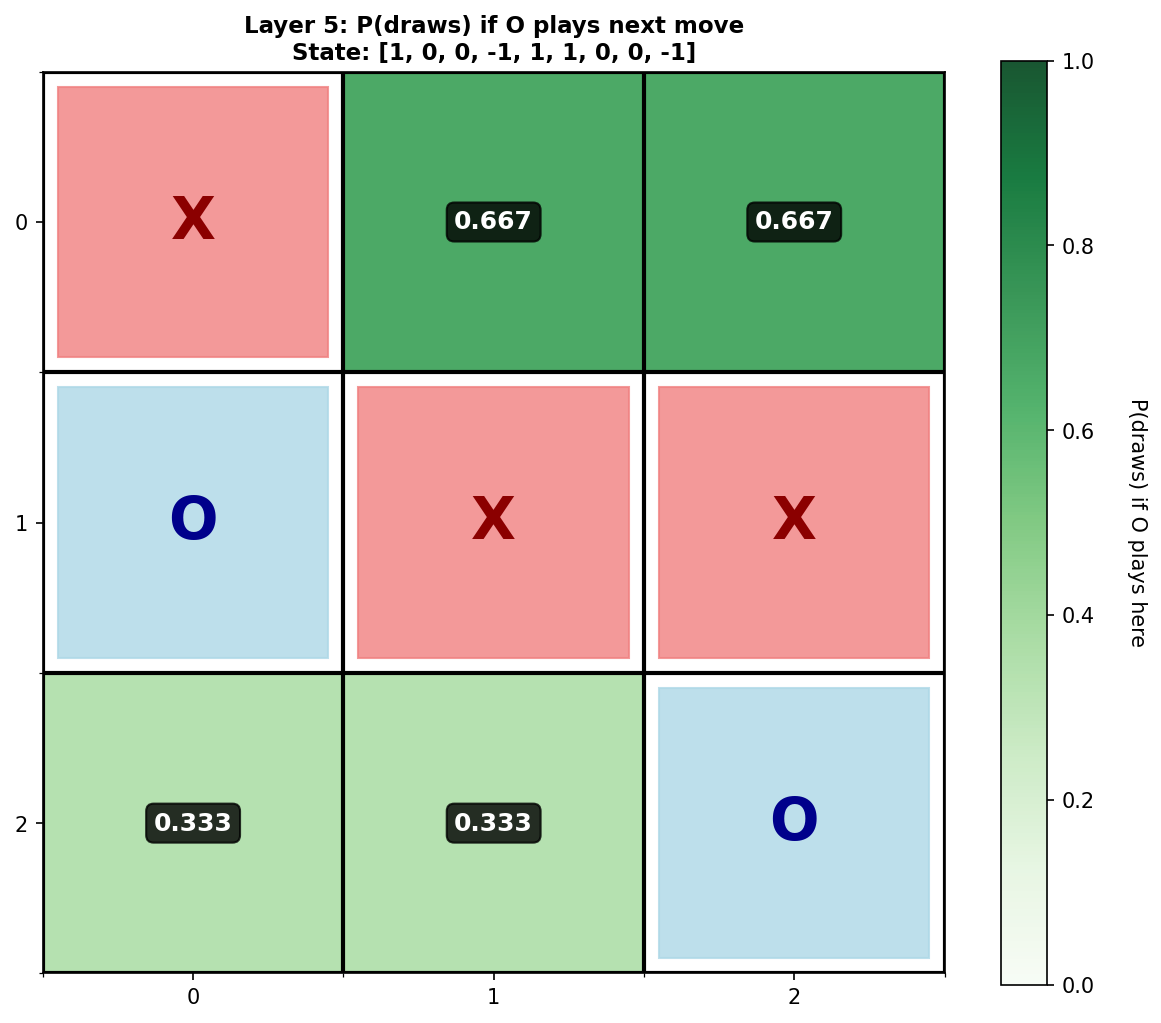 Layer 5: P(draws) if O plays next move
State: [1, 0, 0, -1, 1, 1, 0, 0, -1]
X
0.667
0.667
O
X
X
0.333
0.333
O
0
1
2
0
1
2
1.0
0.8
0.6
0.4
0.2
0.0
P(draws) if O plays here